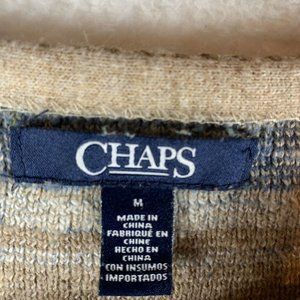 CHAPS
M
MADE IN
CHINA
FABRIQUÉ EN
CHINE
HECHO EN
CHINA
CON INSUMOS
IMPORTADOS